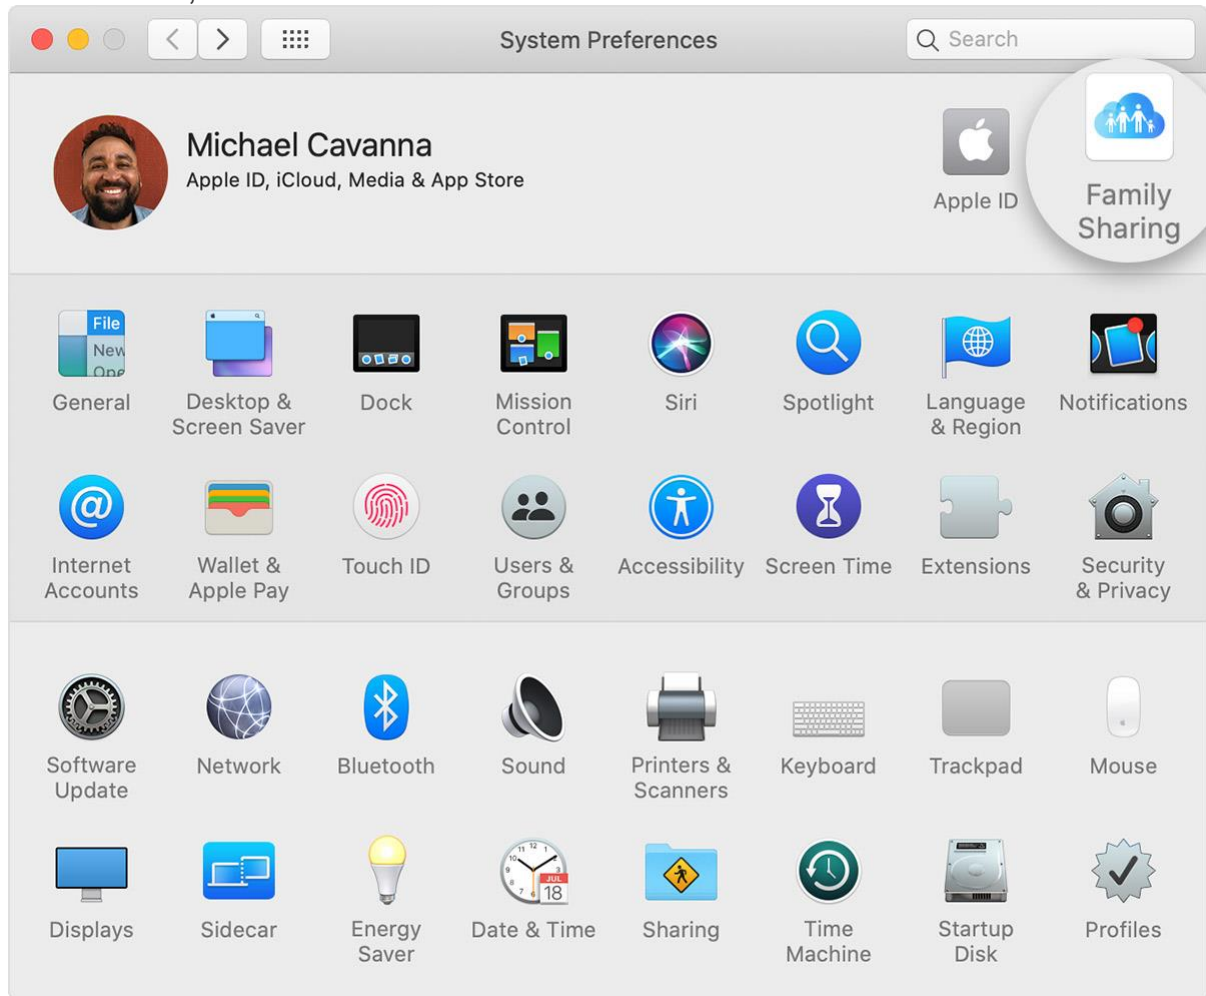 System Preferences
Search
Michael Cavanna
Apple ID, iCloud, Media & App Store
Apple ID
Family
Sharing
File
New
Ope
General
Desktop &
Screen Saver
Dock
Mission
Control
Siri
Spotlight
Language
& Region
Notifications
@
Internet
Accounts
Wallet &
Apple Pay
Touch ID
Users &
Groups
Accessibility
Screen Time
Extensions
Security
& Privacy
Software
Update
Network
Bluetooth
Sound
Printers &
Scanners
Keyboard
Trackpad
Mouse
Displays
Sidecar
Energy
Saver
JUL
18
Date & Time
Sharing
Time
Machine
Startup
Disk
Profiles